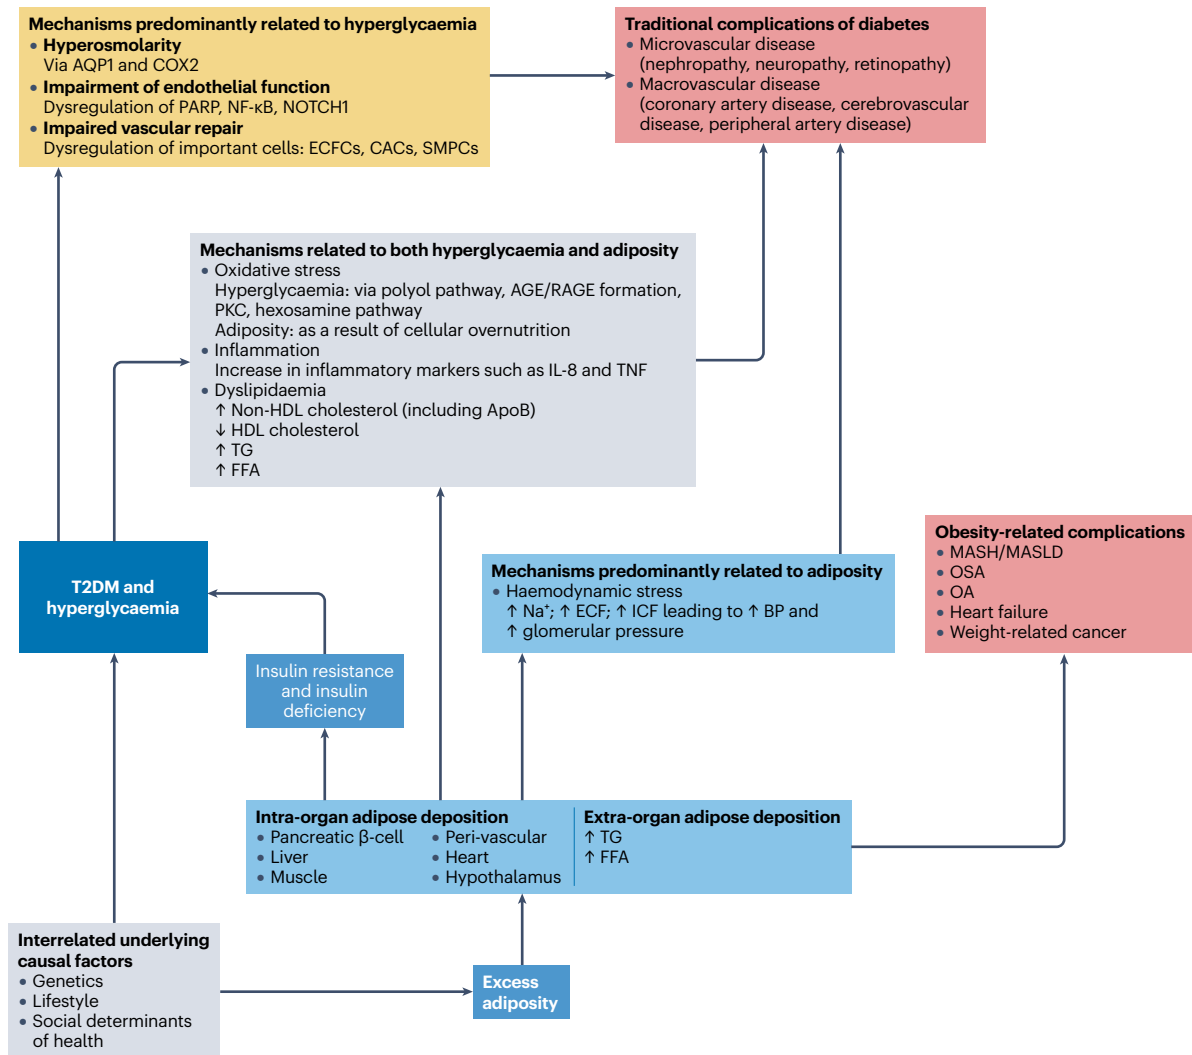 Mechanisms predominantly related to hyperglycaemia
• Hyperosmolarity
Via AQP1 and COX2
• Impairment of endothelial function
Dysregulation of PARP, NF-κB, NOTCH1
• Impaired vascular repair
Dysregulation of important cells: ECFCs, CACs, SMPCs
Traditional complications of diabetes
• Microvascular disease
(nephropathy, neuropathy, retinopathy)
• Macrovascular disease
(coronary artery disease, cerebrovascular
disease, peripheral artery disease)
Mechanisms related to both hyperglycaemia and adiposity
• Oxidative stress
Hyperglycaemia: via polyol pathway, AGE/RAGE formation,
PKC, hexosamine pathway
Adiposity: as a result of cellular overnutrition
• Inflammation
Increase in inflammatory markers such as IL-8 and TNF
• Dyslipidaemia
↑ Non-HDL cholesterol (including ApoB)
↓ HDL cholesterol
↑ TG
↑ FFA
T2DM and
hyperglycaemia
Mechanisms predominantly related to adiposity
• Haemodynamic stress
↑ Na⁺; ↑ ECF; ↑ ICF leading to ↑ BP and
↑ glomerular pressure
Obesity-related complications
• MASH/MASLD
• OSA
• OA
• Heart failure
• Weight-related cancer
Insulin resistance
and insulin
deficiency
Intra-organ adipose deposition
• Pancreatic β-cell
• Liver
• Muscle
• Peri-vascular
• Heart
• Hypothalamus
Extra-organ adipose deposition
↑ TG
↑ FFA
Interrelated underlying
causal factors
• Genetics
• Lifestyle
• Social determinants
of health
Excess
adiposity